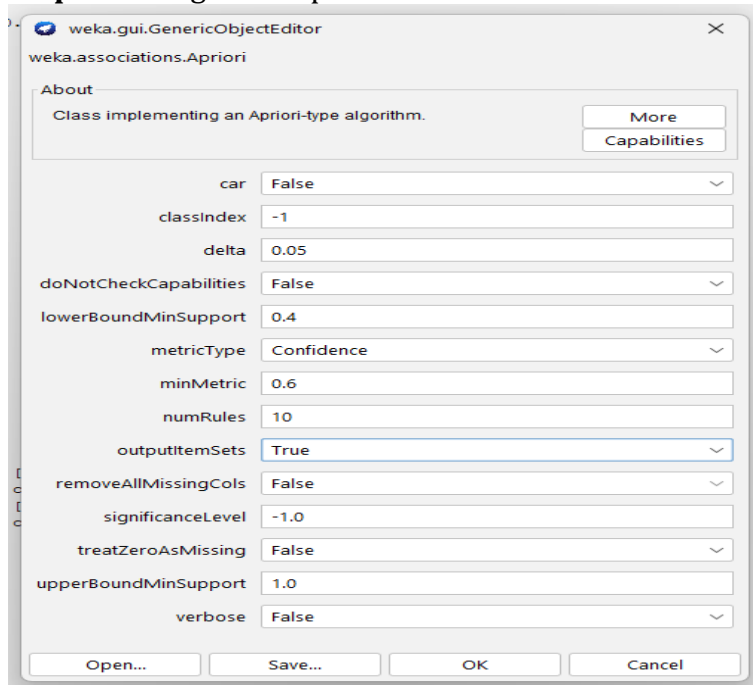 weka.gui.GenericObjectEditor
weka.associations.Apriori
About
Class implementing an Apriori-type algorithm.
More
Capabilities
car False
classIndex -1
delta 0.05
doNotCheckCapabilities False
lowerBoundMinSupport 0.4
metricType Confidence
minMetric 0.6
numRules 10
outputItemSets True
removeAllMissingCols False
significanceLevel -1.0
treatZeroAsMissing False
upperBoundMinSupport 1.0
verbose False
Open... Save... OK Cancel